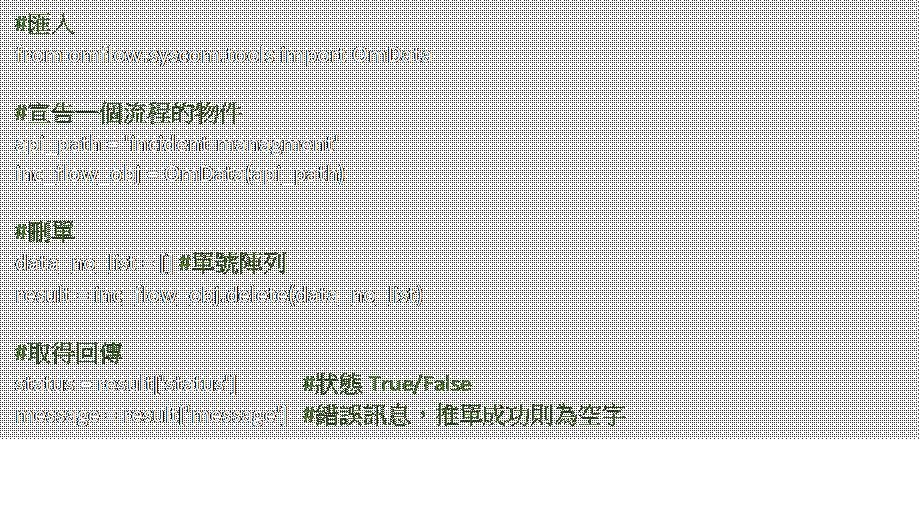 #匯入
from omflow.syscom.tools import OmData
#宣告一個流程的物件
api_path = 'incident managment'
inc_flow_obj = OmData(api_path)
#刪單
data_no_list = [] #單號陣列
result = inc_flow_obj.delete(data_no_list)
#取得回傳
status = result['status'] #狀態 True/False
message = result['message'] #錯誤訊息，推單成功則為空字